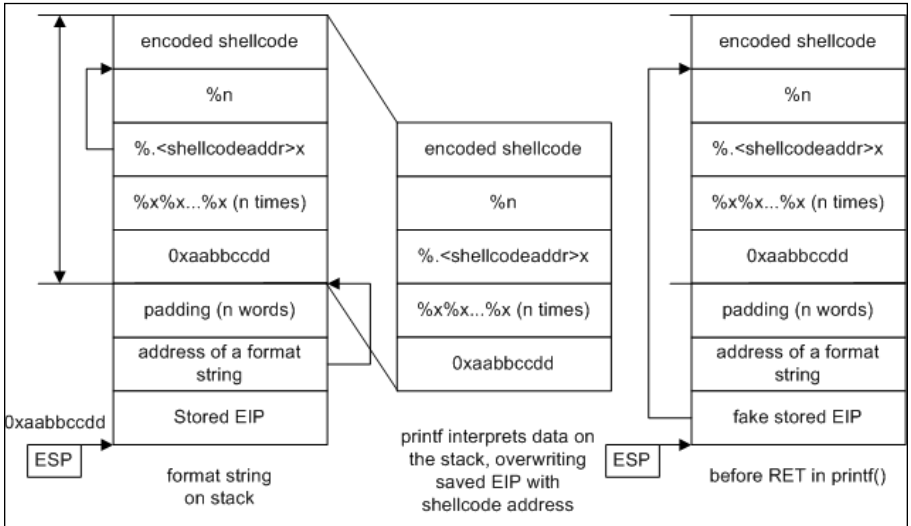 encoded shellcode
%n
%.<shellcodeaddr>x
%x%x...%x (n times)
0xaabbccdd
padding (n words)
address of a format
string
Stored EIP
0xaabbccdd
ESP
format string
on stack
encoded shellcode
%n
%.<shellcodeaddr>x
%x%x...%x (n times)
0xaabbccdd
printf interprets data on
the stack, overwriting
saved EIP with
shellcode address
encoded shellcode
%n
%.<shellcodeaddr>x
%x%x...%x (n times)
0xaabbccdd
padding (n words)
address of a format
string
fake stored EIP
ESP
before RET in printf()